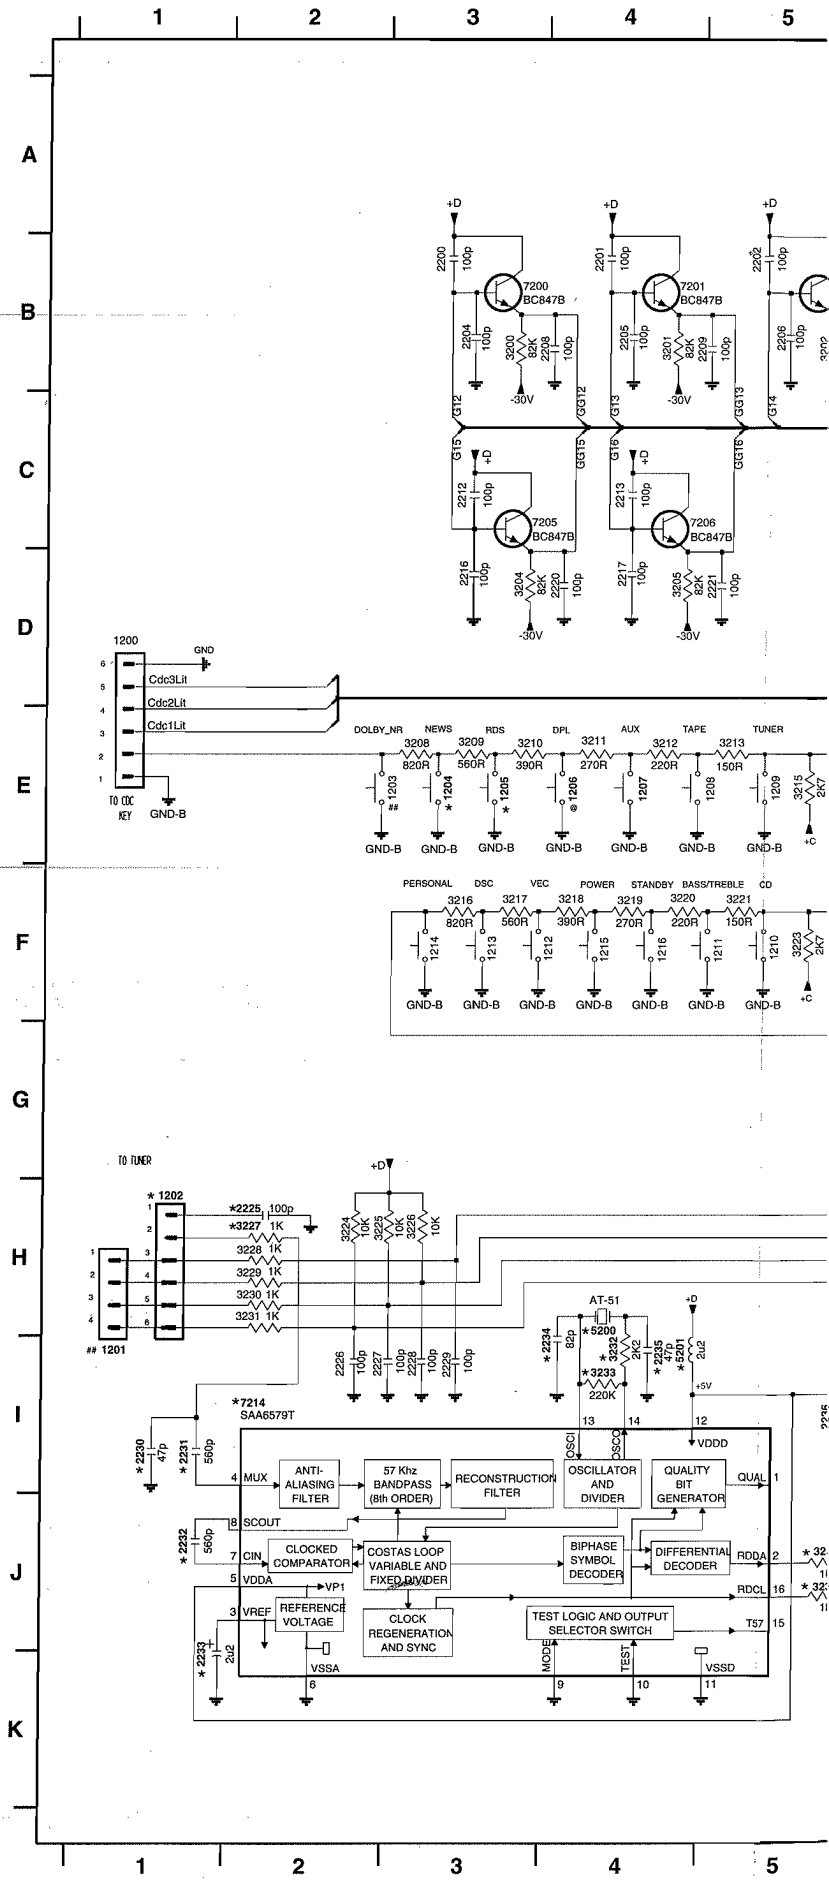 1 2 3 4 5
A
+D +D +D
2200 100p 2201 100p 2202 100p
7200 BC847B 7201 BC847B
B
2204 100p 3200 82K 2208 100p 2205 100p 3201 82K 2209 100p 2206 100p 3202
-30V -30V
G12 GG12 G13 GG13 G14
C
G15 GG15 G16 GG16
+D +D
2212 100p 2213 100p
7205 BC847B 7206 BC847B
2216 100p 3204 82K 2220 100p 2217 100p 3205 82K 2221 100p
D
-30V -30V
1200
6 GND
5 Cdc3Lit
4 Cdc2Lit
3 Cdc1Lit
2
1
TO CDC KEY
GND-B
DOLBY_NR NEWS RDS DPL AUX TAPE TUNER
3208 3209 3210 3211 3212 3213
820R 560R 390R 270R 220R 150R
E
1203 ## 1204 * 1205 * 1206 @ 1207 1208 1209 3215 2K7
+C
GND-B GND-B GND-B GND-B GND-B GND-B GND-B
PERSONAL DSC VEC POWER STANDBY BASS/TREBLE CD
3216 3217 3218 3219 3220 3221
820R 560R 390R 270R 220R 150R
F
1214 1213 1212 1215 1216 1211 1210 3223 2K7
+C
GND-B GND-B GND-B GND-B GND-B GND-B GND-B
G
TO TUNER
+D
* 1202
1 *2225 100p
2 *3227 1K
3224 10K 3225 10K 3226 10K
H
1 3 3228 1K
2 4 3229 1K
3 5 3230 1K
4 6 3231 1K
## 1201
AT-51 +D
* 2234 82p *5200 * 3232 2K2 * 2235 47p * 5201 2u2
2226 100p 2227 100p 2228 100p 2229 100p
*3233
220K
+5V
I
*7214
SAA6579T
13 14 12
2236
* 2230 47p * 2231 560p
OSCI OSCO VDDD
4 MUX
ANTI-ALIASING FILTER
57 Khz BANDPASS (8th ORDER)
RECONSTRUCTION FILTER
OSCILLATOR AND DIVIDER
QUALITY BIT GENERATOR
QUAL 1
8 SCOUT
* 2232 560p
J
7 CIN
CLOCKED COMPARATOR
COSTAS LOOP VARIABLE AND FIXED DIVIDER
BIPHASE SYMBOL DECODER
DIFFERENTIAL DECODER
RDDA 2
5 VDDA
VP1
RDCL 16
3 VREF
REFERENCE VOLTAGE
CLOCK REGENERATION AND SYNC
TEST LOGIC AND OUTPUT SELECTOR SWITCH
T57 15
* 2233 + 2u2
VSSA MODE TEST VSSD
6 9 10 11
K
1 2 3 4 5